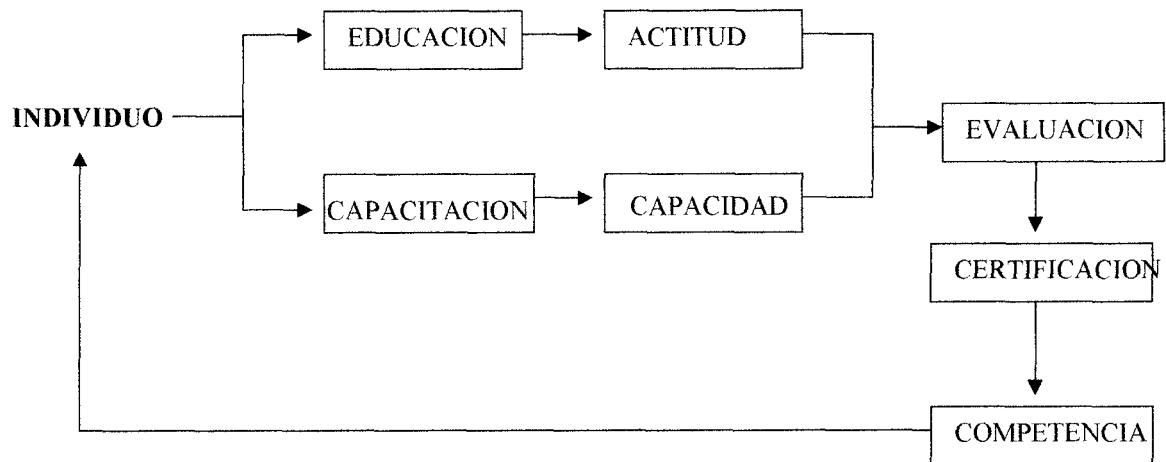 EDUCACION
ACTITUD
INDIVIDUO
EVALUACION
CAPACITACION
CAPACIDAD
CERTIFICACION
COMPETENCIA